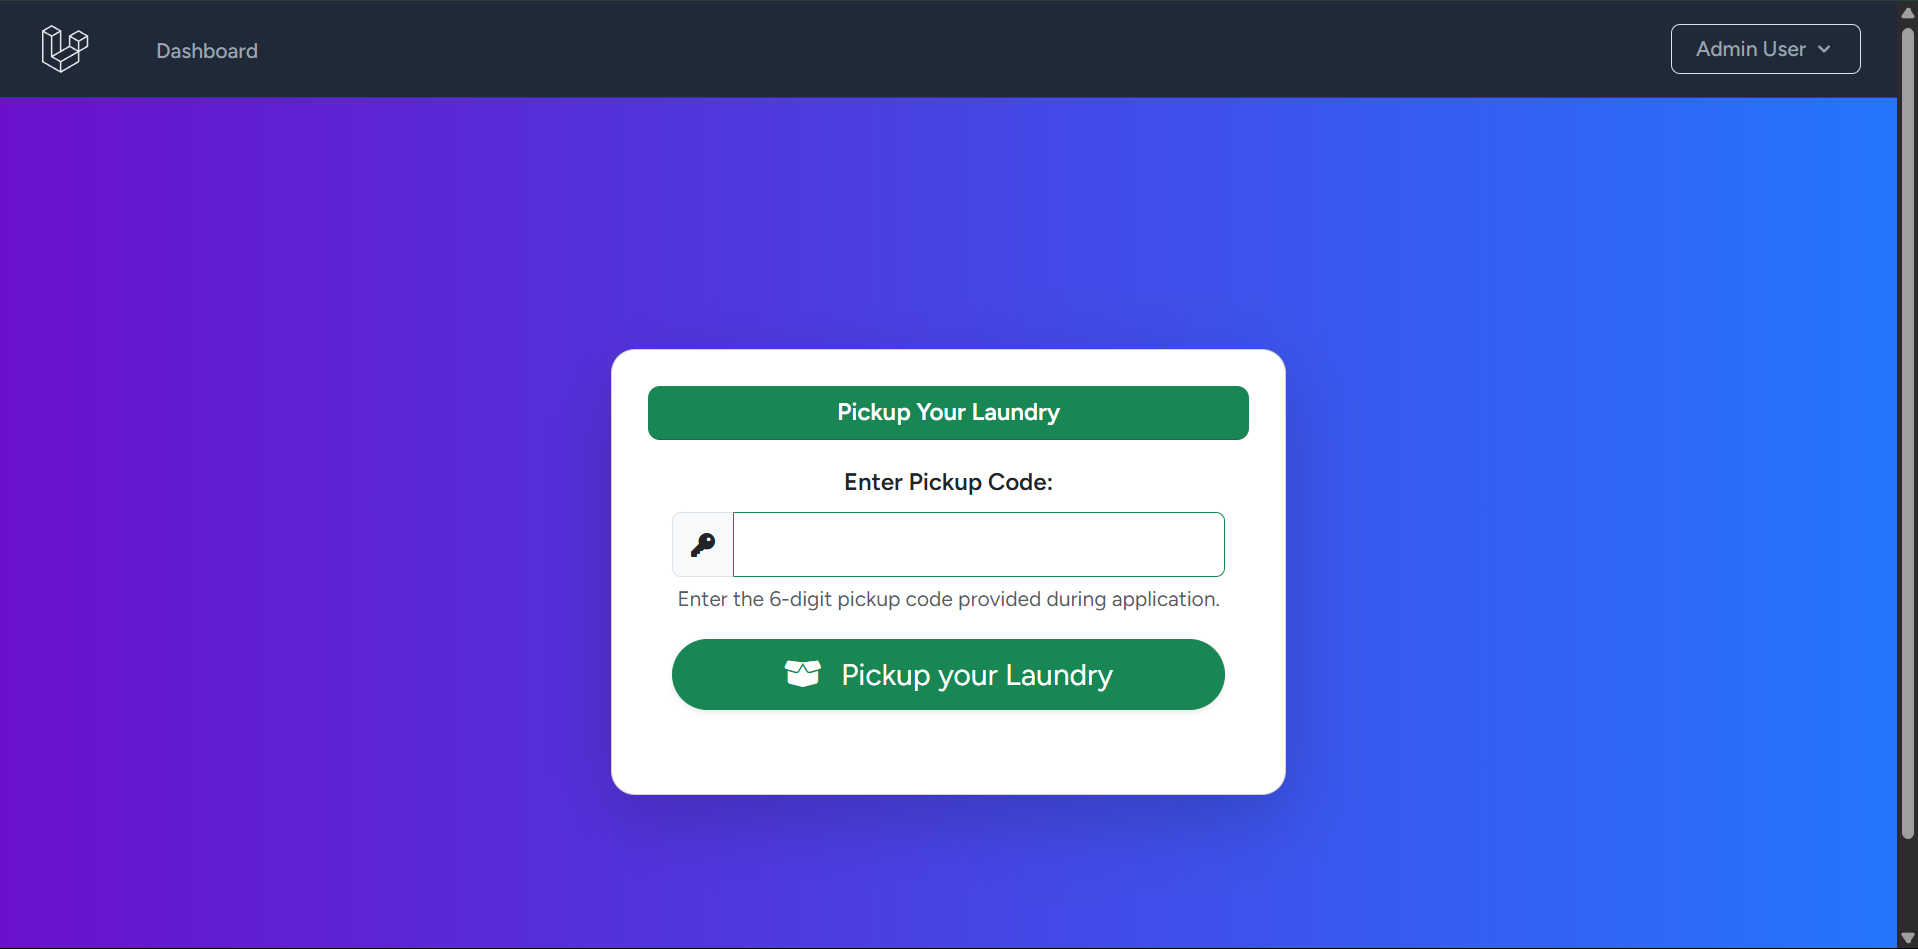 Dashboard
Admin User
Pickup Your Laundry
Enter Pickup Code:
Enter the 6-digit pickup code provided during application.
Pickup your Laundry